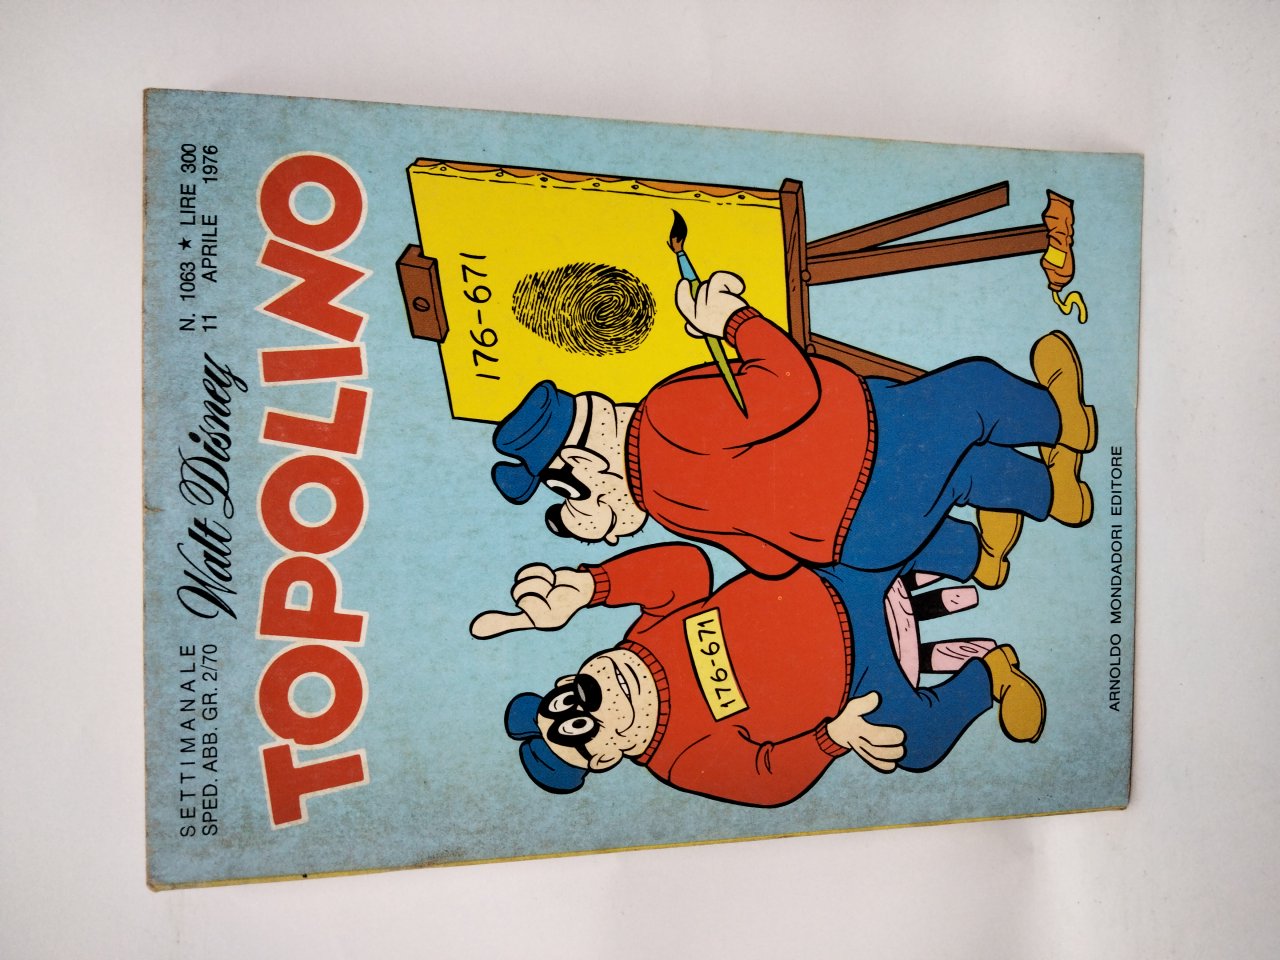 SETTIMANALE
SPED. ABB. GR. 2/70
Walt Disney
N. 1063 ★ LIRE 300
11 APRILE 1976
TOPOLINO
176-671
176-671
ARNOLDO MONDADORI EDITORE